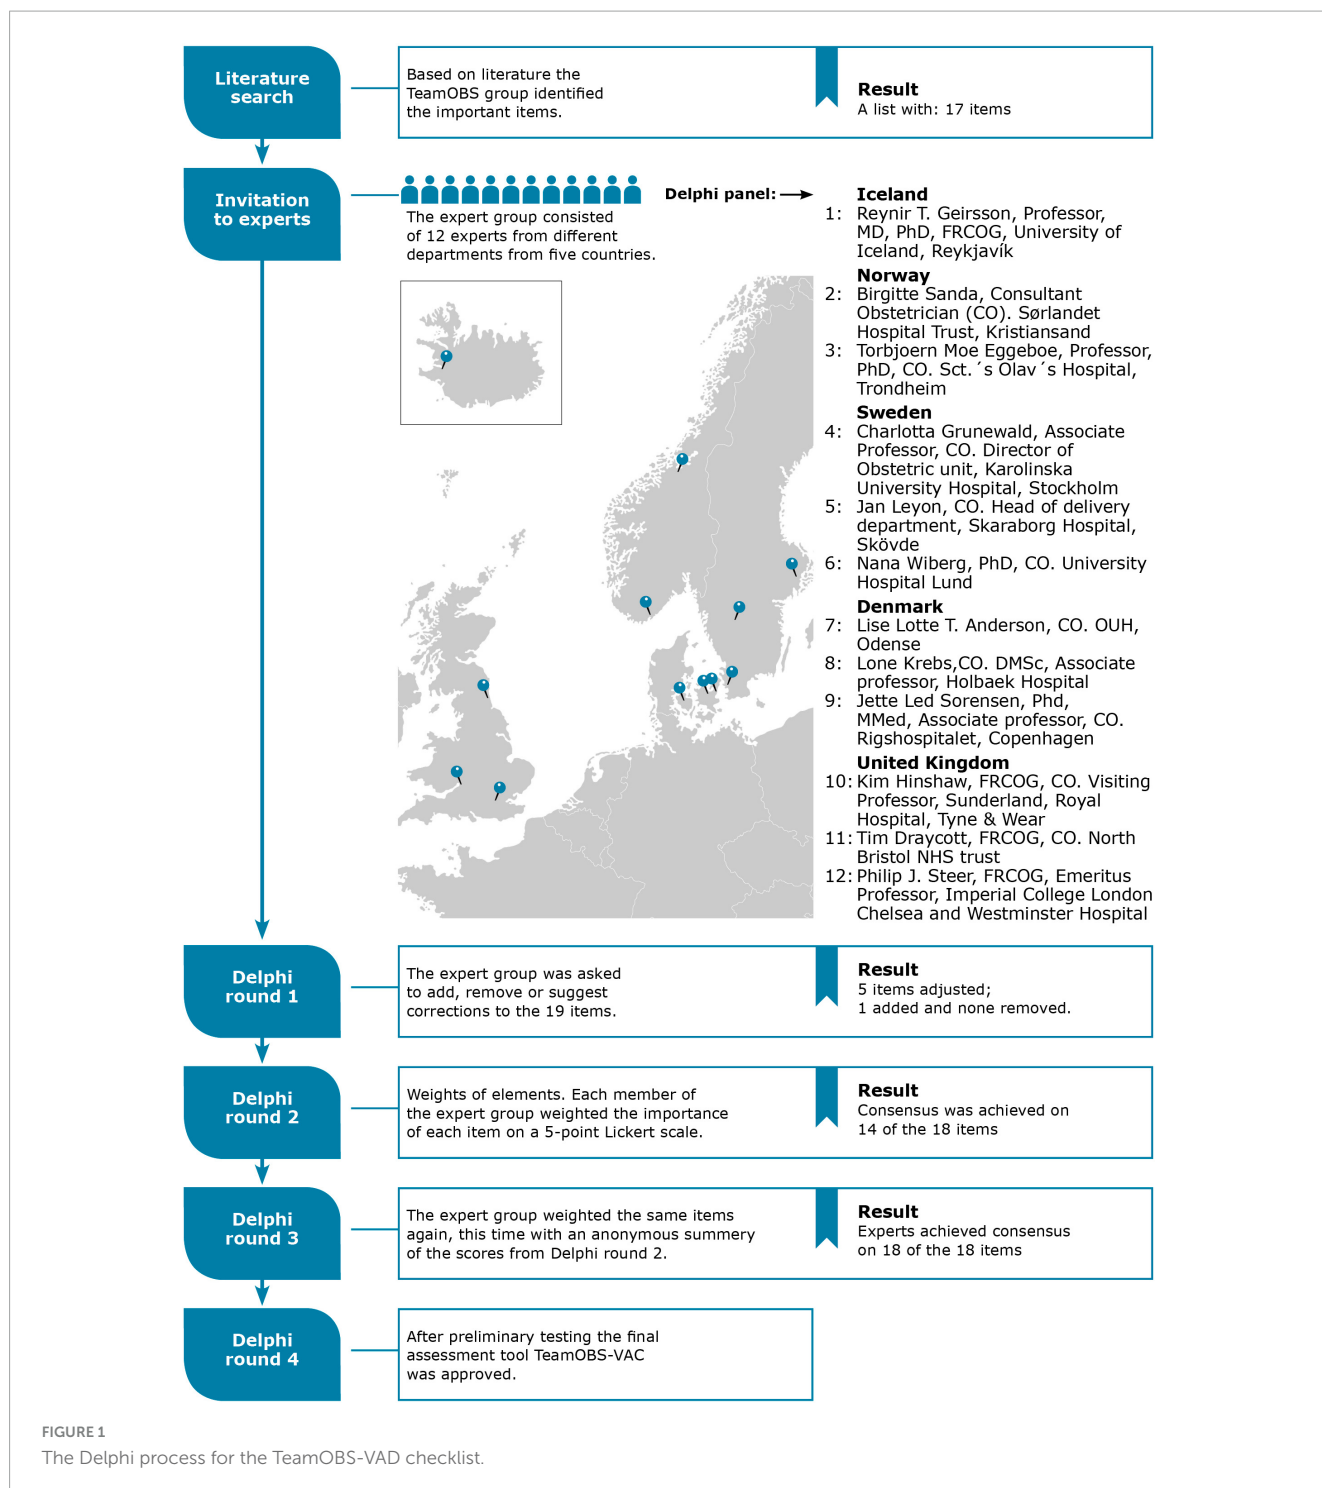 Literature
search
Based on literature the
TeamOBS group identified
the important items.
Result
A list with: 17 items
Invitation
to experts
The expert group consisted
of 12 experts from different
departments from five countries.
Delphi panel:
Iceland
1: Reynir T. Geirsson, Professor,
MD, PhD, FRCOG, University of
Iceland, Reykjavík
Norway
2: Birgitte Sanda, Consultant
Obstetrician (CO). Sørlandet
Hospital Trust, Kristiansand
3: Torbjoern Moe Eggeboe, Professor,
PhD, CO. Sct.´s Olav´s Hospital,
Trondheim
Sweden
4: Charlotta Grunewald, Associate
Professor, CO. Director of
Obstetric unit, Karolinska
University Hospital, Stockholm
5: Jan Leyon, CO. Head of delivery
department, Skaraborg Hospital,
Skövde
6: Nana Wiberg, PhD, CO. University
Hospital Lund
Denmark
7: Lise Lotte T. Anderson, CO. OUH,
Odense
8: Lone Krebs,CO. DMSc, Associate
professor, Holbaek Hospital
9: Jette Led Sorensen, Phd,
MMed, Associate professor, CO.
Rigshospitalet, Copenhagen
United Kingdom
10: Kim Hinshaw, FRCOG, CO. Visiting
Professor, Sunderland, Royal
Hospital, Tyne & Wear
11: Tim Draycott, FRCOG, CO. North
Bristol NHS trust
12: Philip J. Steer, FRCOG, Emeritus
Professor, Imperial College London
Chelsea and Westminster Hospital
Delphi
round 1
The expert group was asked
to add, remove or suggest
corrections to the 19 items.
Result
5 items adjusted;
1 added and none removed.
Delphi
round 2
Weights of elements. Each member of
the expert group weighted the importance
of each item on a 5-point Lickert scale.
Result
Consensus was achieved on
14 of the 18 items
Delphi
round 3
The expert group weighted the same items
again, this time with an anonymous summery
of the scores from Delphi round 2.
Result
Experts achieved consensus
on 18 of the 18 items
Delphi
round 4
After preliminary testing the final
assessment tool TeamOBS-VAC
was approved.
FIGURE 1
The Delphi process for the TeamOBS-VAD checklist.